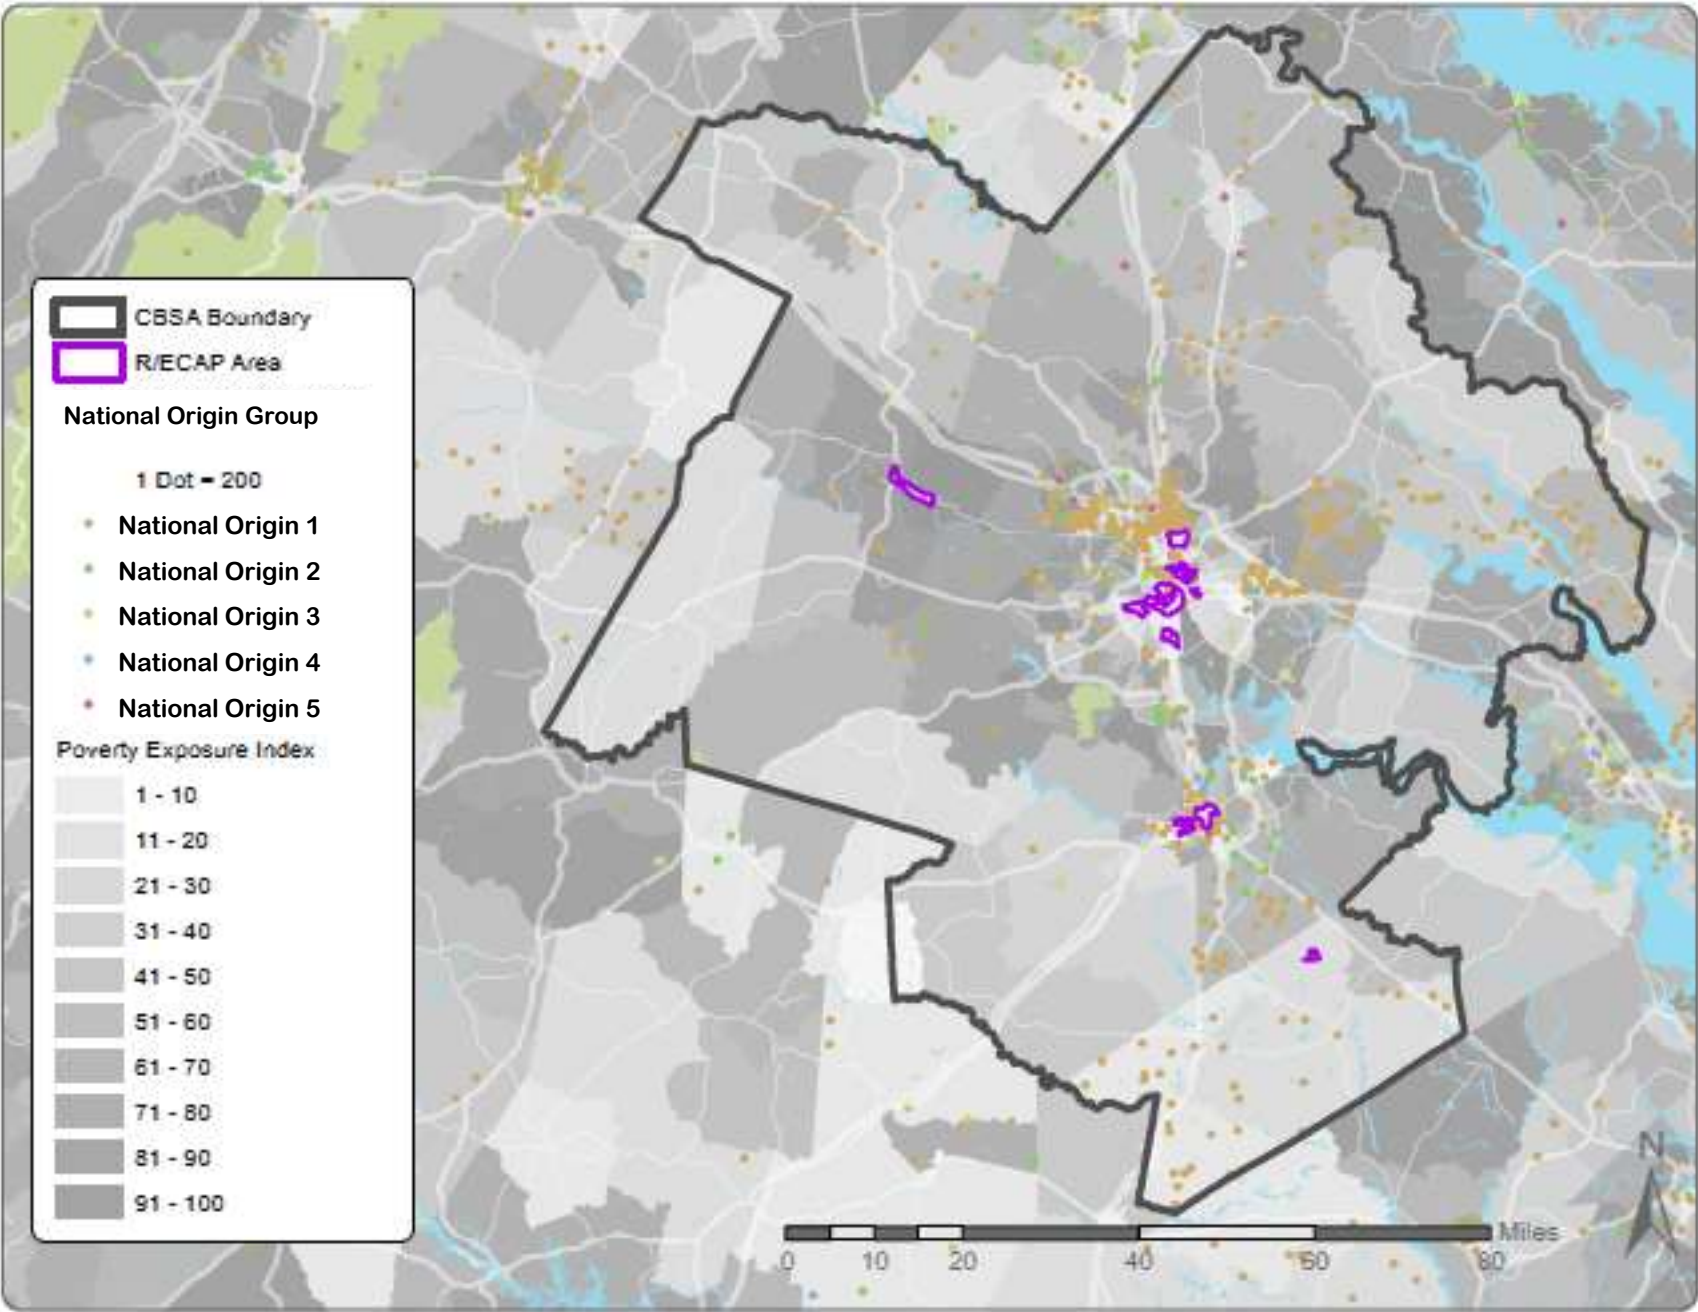 CBSA Boundary
R/ECAP Area
National Origin Group
1 Dot = 200
National Origin 1
National Origin 2
National Origin 3
National Origin 4
National Origin 5
Poverty Exposure Index
1 - 10
11 - 20
21 - 30
31 - 40
41 - 50
51 - 60
61 - 70
71 - 80
81 - 90
91 - 100
N
Miles
0 10 20 40 60 80